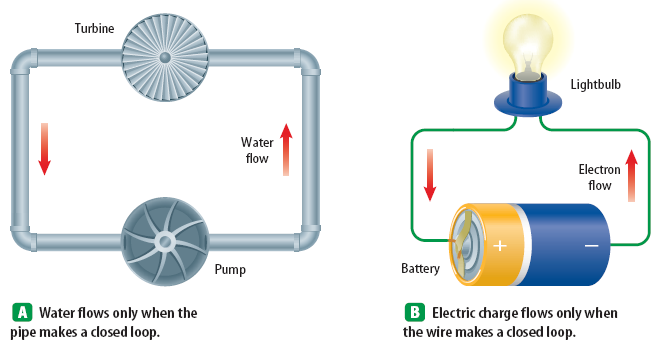 Turbine
Water
flow
Pump
A Water flows only when the
pipe makes a closed loop.
Lightbulb
Electron
flow
Battery
+
−
B Electric charge flows only when
the wire makes a closed loop.